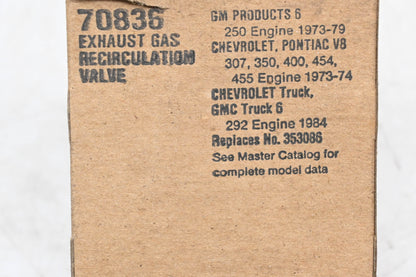 70836
EXHAUST GAS
RECIRCULATION
VALVE
GM PRODUCTS 6
250 Engine 1973-79
CHEVROLET, PONTIAC V8
307, 350, 400, 454,
455 Engine 1973-74
CHEVROLET Truck,
GMC Truck 6
292 Engine 1984
Replaces No. 353086
See Master Catalog for
complete model data